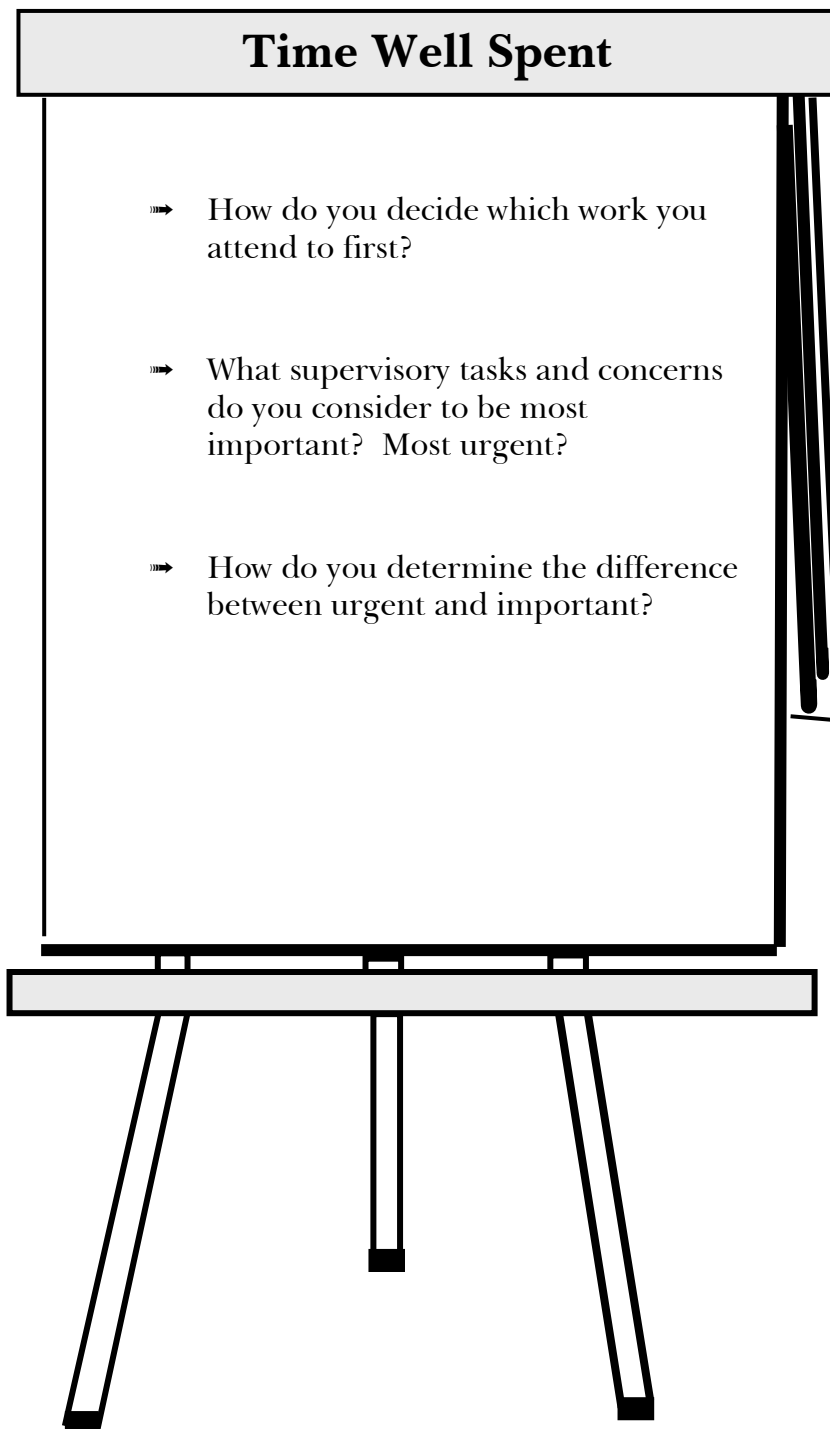 Time Well Spent
➠ How do you decide which work you
attend to first?
➠ What supervisory tasks and concerns
do you consider to be most
important?  Most urgent?
➠ How do you determine the difference
between urgent and important?